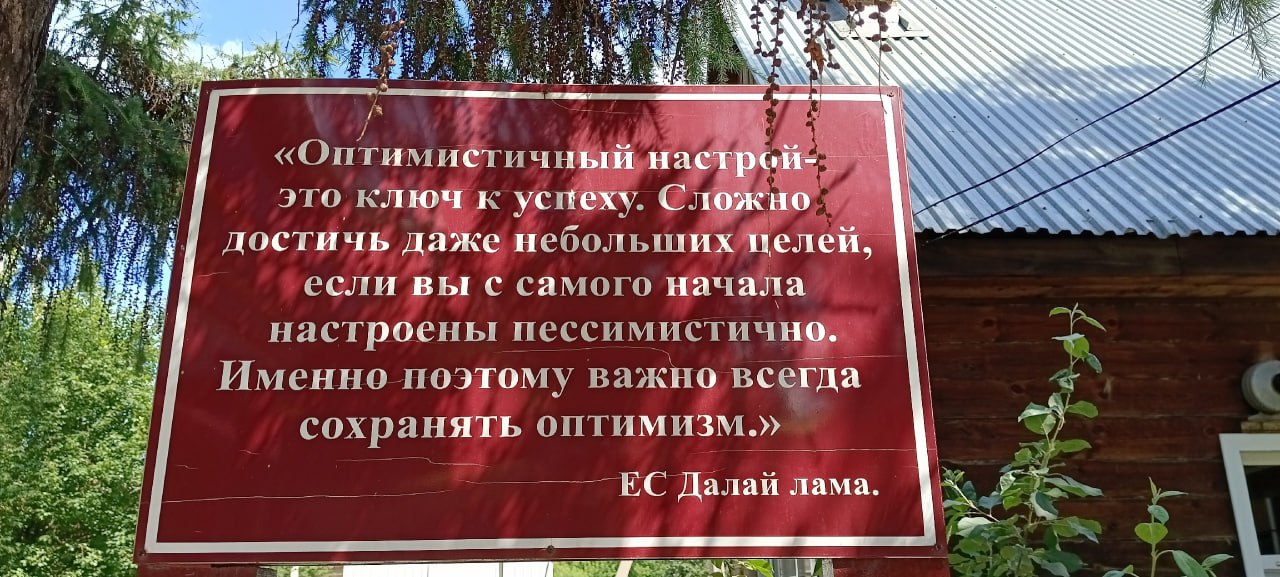 «Оптимистичный настрой-
это ключ к успеху. Сложно
достичь даже небольших целей,
если вы с самого начала
настроены пессимистично.
Именно поэтому важно всегда
сохранять оптимизм.»
ЕС Далай лама.